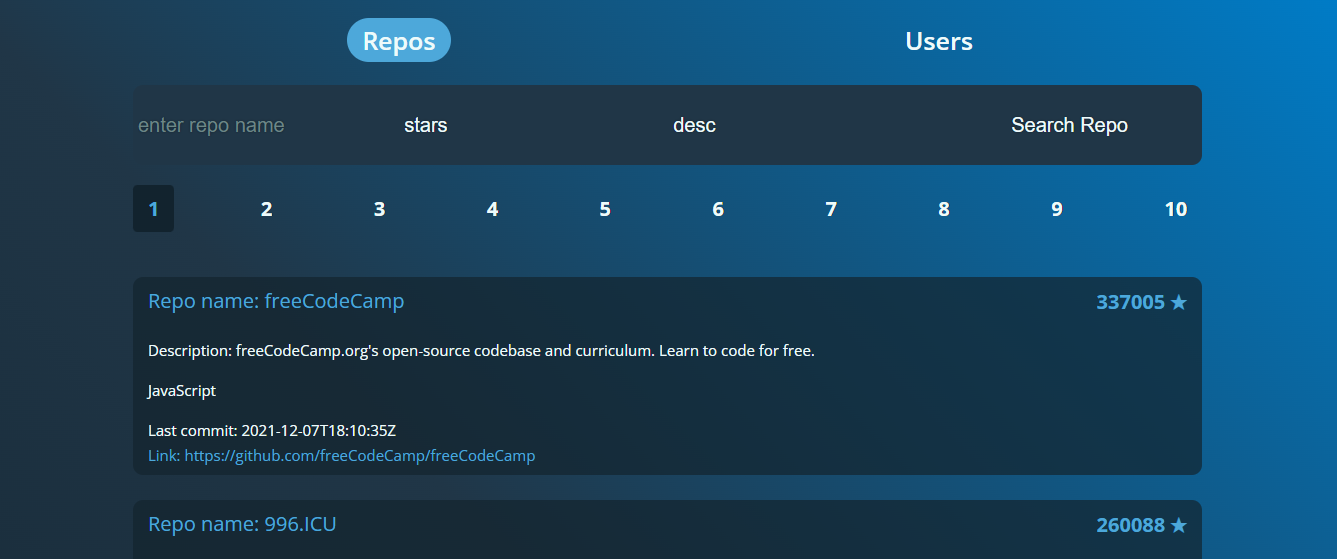 Repos Users
enter repo name stars desc Search Repo
1 2 3 4 5 6 7 8 9 10
Repo name: freeCodeCamp 337005 ★
Description: freeCodeCamp.org's open-source codebase and curriculum. Learn to code for free.
JavaScript
Last commit: 2021-12-07T18:10:35Z
Link: https://github.com/freeCodeCamp/freeCodeCamp
Repo name: 996.ICU 260088 ★